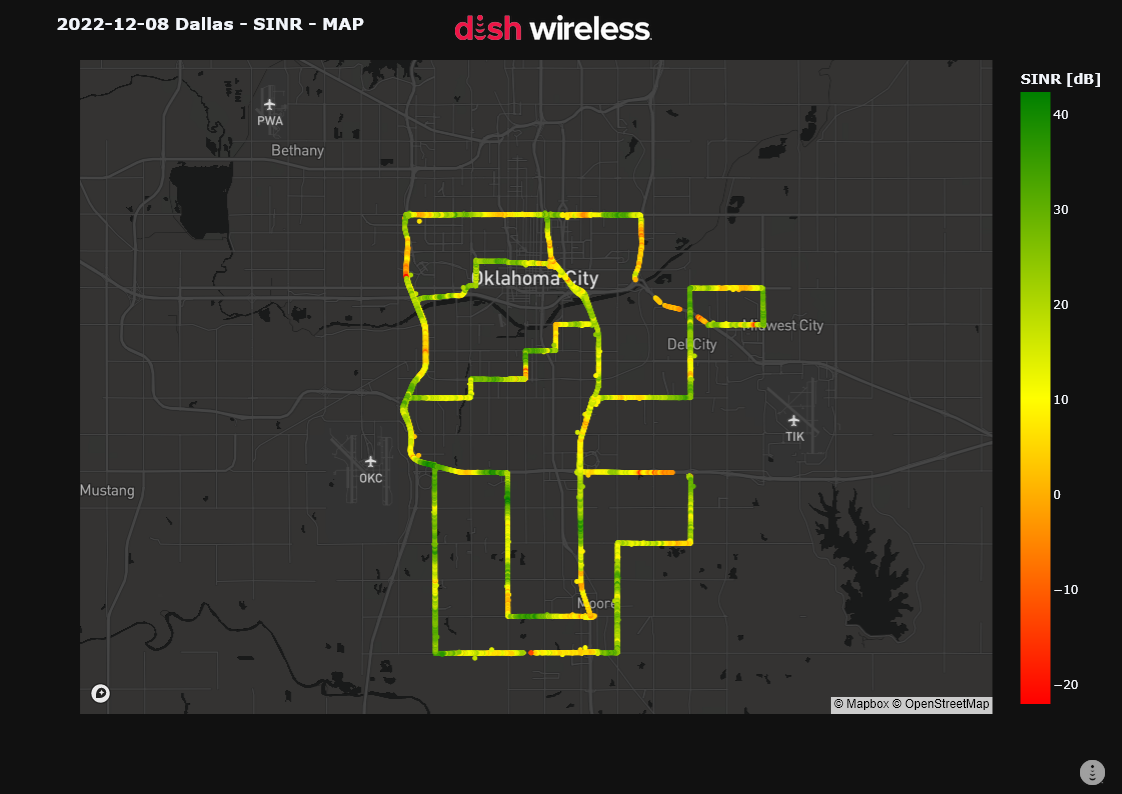 2022-12-08 Dallas - SINR - MAP
dish wireless.
SINR [dB]
PWA
Bethany
40
30
Oklahoma City
20
Midwest City
Del City
10
TIK
OKC
Mustang
0
−10
Moore
−20
© Mapbox © OpenStreetMap